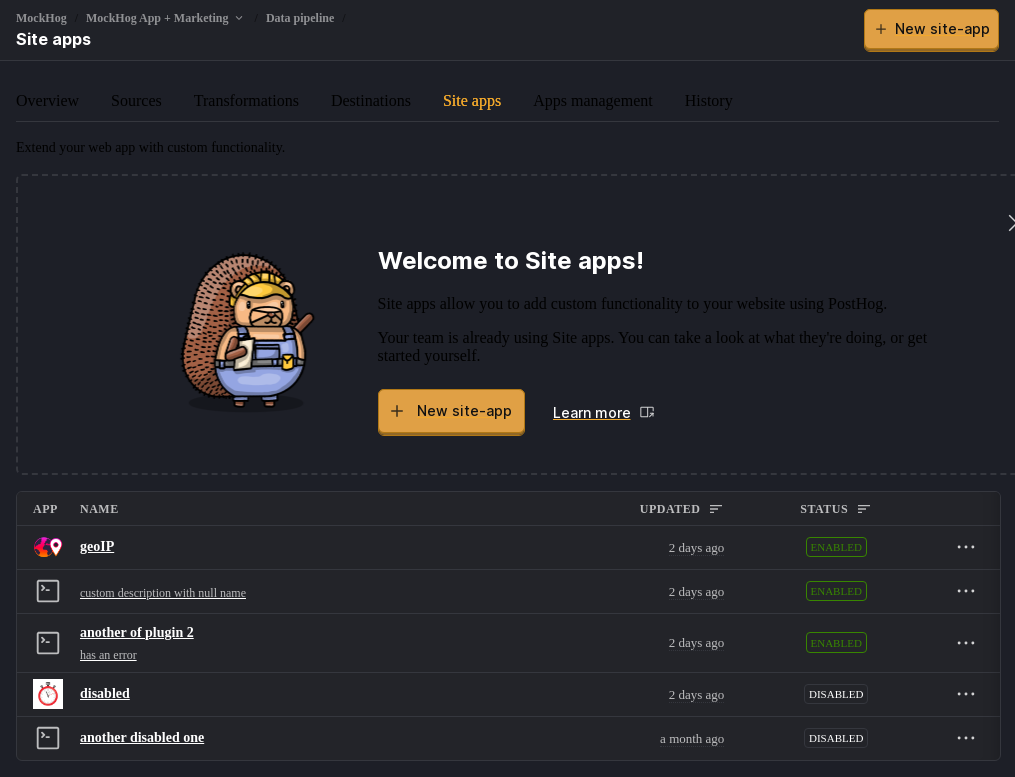 MockHog / MockHog App + Marketing / Data pipeline /
Site apps
New site-app
Overview Sources Transformations Destinations Site apps Apps management History
Extend your web app with custom functionality.
Welcome to Site apps!
Site apps allow you to add custom functionality to your website using PostHog.
Your team is already using Site apps. You can take a look at what they're doing, or get
started yourself.
New site-app Learn more
APP NAME UPDATED STATUS
geoIP 2 days ago ENABLED
custom description with null name 2 days ago ENABLED
another of plugin 2
has an error 2 days ago ENABLED
disabled 2 days ago DISABLED
another disabled one a month ago DISABLED